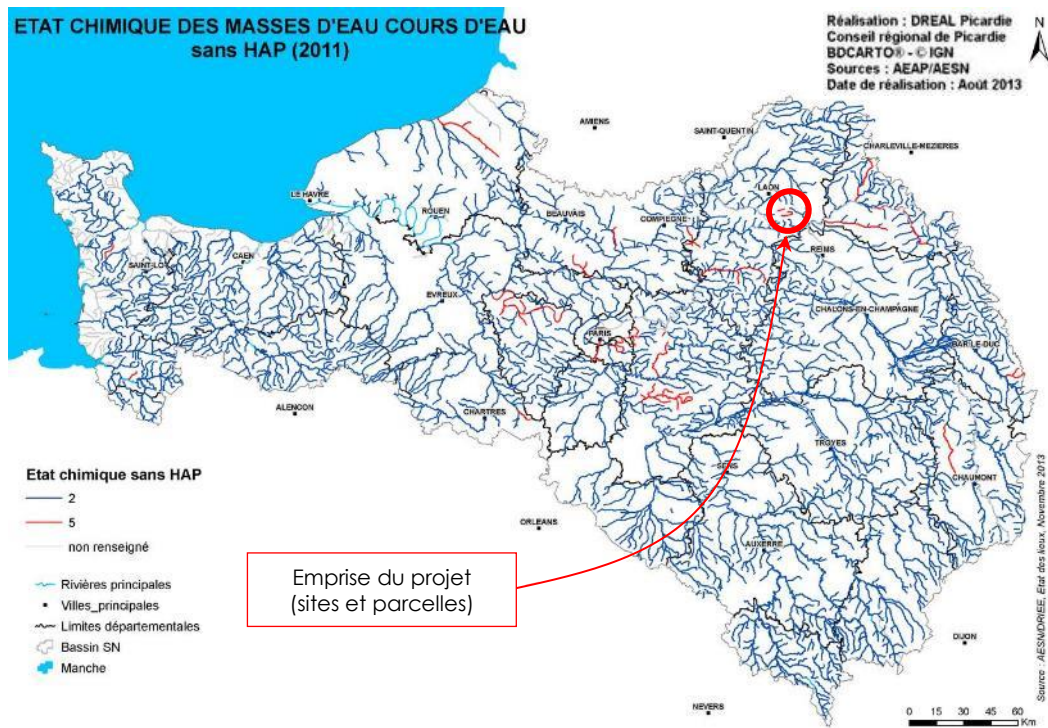 ETAT CHIMIQUE DES MASSES D'EAU COURS D'EAU
sans HAP (2011)
Réalisation : DREAL Picardie
Conseil régional de Picardie
BDCARTO® - © IGN
Sources : AEAP/AESN
Date de réalisation : Août 2013
N
AMIENS
SAINT-QUENTIN
CHARLEVILLE-MEZIERES
LAON
LE HAVRE
ROUEN
BEAUVAIS
COMPIEGNE
REIMS
CAEN
SAINT-LO
EVREUX
CHALONS-EN-CHAMPAGNE
PARIS
BAR-LE-DUC
ALENCON
CHARTRES
TROYES
SENS
CHAUMONT
ORLEANS
AUXERRE
DIJON
NEVERS
Etat chimique sans HAP
2
5
non renseigné
Rivières principales
Villes_principales
Limites départementales
Bassin SN
Manche
Emprise du projet
(sites et parcelles)
Source : AESN/DRIEE, Etat des lieux, Novembre 2013
0 15 30 45 60
Km